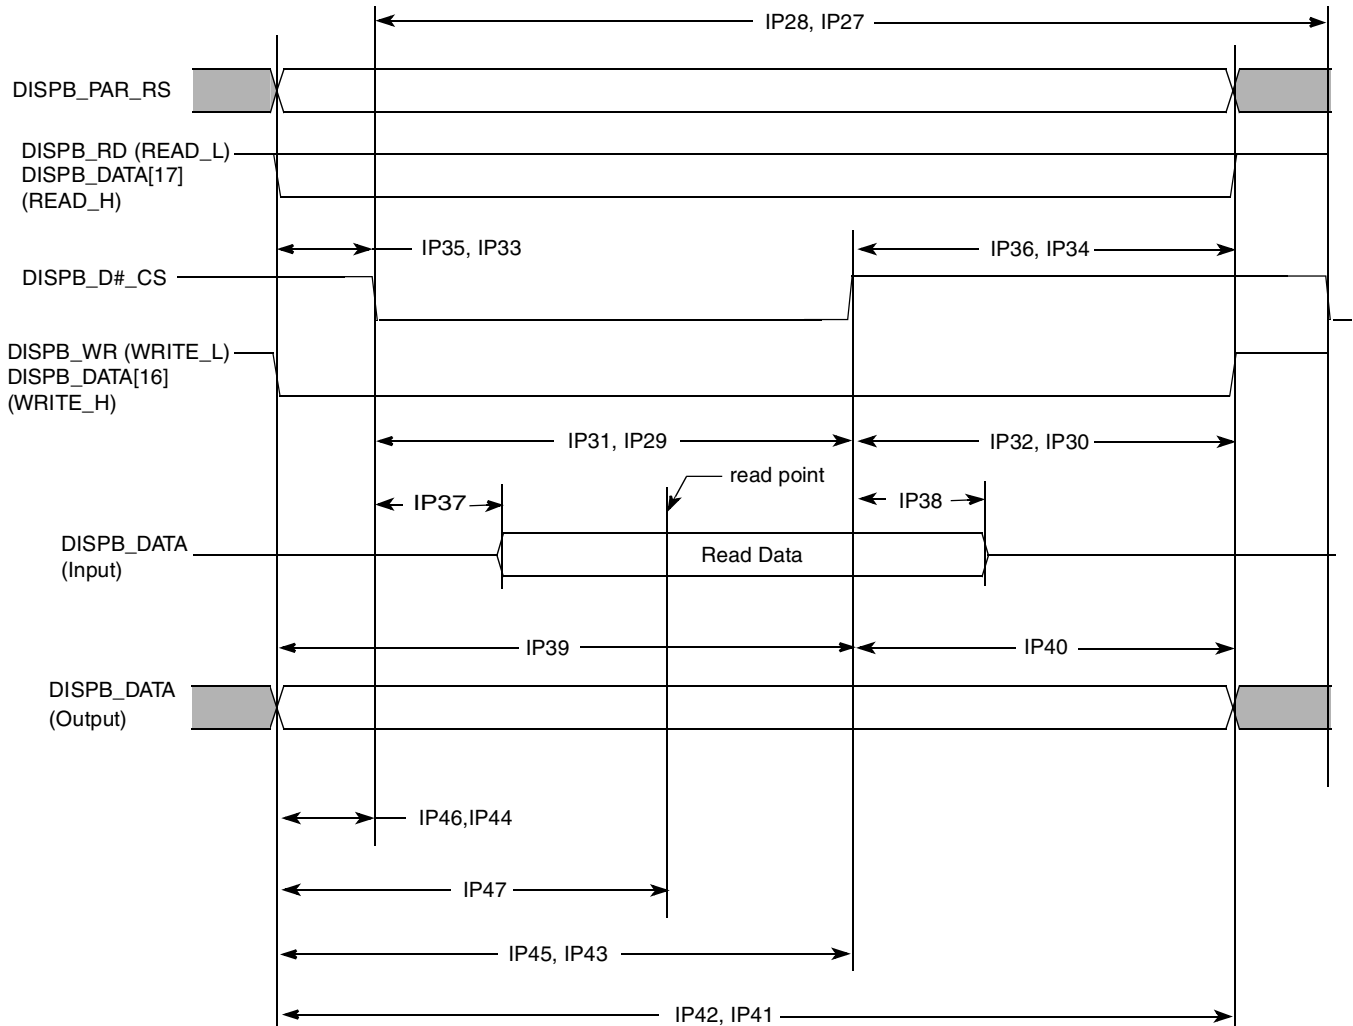 IP28, IP27
DISPB_PAR_RS
DISPB_RD (READ_L)
DISPB_DATA[17]
(READ_H)
IP35, IP33
IP36, IP34
DISPB_D#_CS
DISPB_WR (WRITE_L)
DISPB_DATA[16]
(WRITE_H)
IP31, IP29
IP32, IP30
read point
IP37
IP38
DISPB_DATA
(Input)
Read Data
IP39
IP40
DISPB_DATA
(Output)
IP46,IP44
IP47
IP45, IP43
IP42, IP41